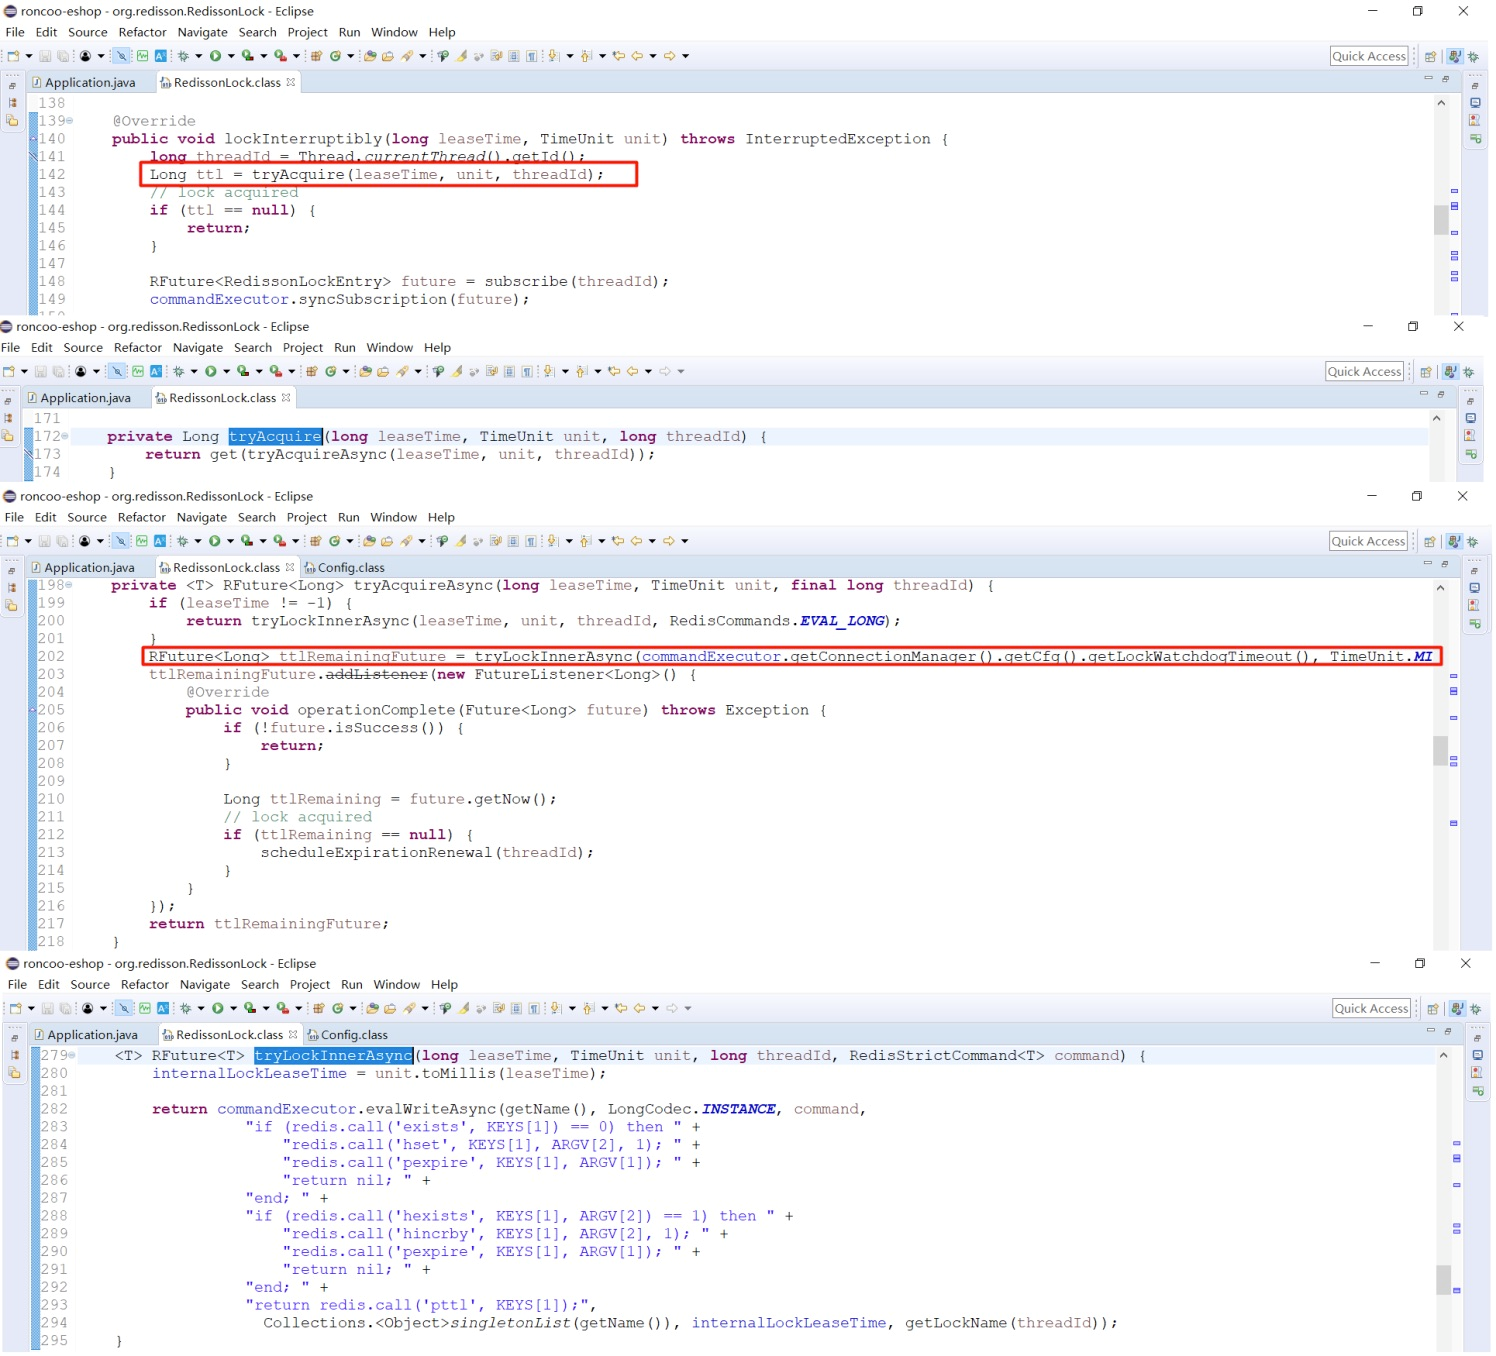 roncoo-eshop - org.redisson.RedissonLock - Eclipse
File Edit Source Refactor Navigate Search Project Run Window Help
Quick Access
Application.java RedissonLock.class
138
139 @Override
140 public void lockInterruptibly(long leaseTime, TimeUnit unit) throws InterruptedException {
141 long threadId = Thread.currentThread().getId();
142 Long ttl = tryAcquire(leaseTime, unit, threadId);
143 // lock acquired
144 if (ttl == null) {
145 return;
146 }
147
148 RFuture<RedissonLockEntry> future = subscribe(threadId);
149 commandExecutor.syncSubscription(future);
150
roncoo-eshop - org.redisson.RedissonLock - Eclipse
File Edit Source Refactor Navigate Search Project Run Window Help
Quick Access
Application.java RedissonLock.class
171
172 private Long tryAcquire(long leaseTime, TimeUnit unit, long threadId) {
173 return get(tryAcquireAsync(leaseTime, unit, threadId));
174 }
roncoo-eshop - org.redisson.RedissonLock - Eclipse
File Edit Source Refactor Navigate Search Project Run Window Help
Quick Access
Application.java RedissonLock.class Config.class
198 private <T> RFuture<Long> tryAcquireAsync(long leaseTime, TimeUnit unit, final long threadId) {
199 if (leaseTime != -1) {
200 return tryLockInnerAsync(leaseTime, unit, threadId, RedisCommands.EVAL_LONG);
201 }
202 RFuture<Long> ttlRemainingFuture = tryLockInnerAsync(commandExecutor.getConnectionManager().getCfg().getLockWatchdogTimeout(), TimeUnit.MI
203 ttlRemainingFuture.addListener(new FutureListener<Long>() {
204 @Override
205 public void operationComplete(Future<Long> future) throws Exception {
206 if (!future.isSuccess()) {
207 return;
208 }
209
210 Long ttlRemaining = future.getNow();
211 // lock acquired
212 if (ttlRemaining == null) {
213 scheduleExpirationRenewal(threadId);
214 }
215 }
216 });
217 return ttlRemainingFuture;
218 }
roncoo-eshop - org.redisson.RedissonLock - Eclipse
File Edit Source Refactor Navigate Search Project Run Window Help
Quick Access
Application.java RedissonLock.class Config.class
279 <T> RFuture<T> tryLockInnerAsync(long leaseTime, TimeUnit unit, long threadId, RedisStrictCommand<T> command) {
280 internalLockLeaseTime = unit.toMillis(leaseTime);
281
282 return commandExecutor.evalWriteAsync(getName(), LongCodec.INSTANCE, command,
283 "if (redis.call('exists', KEYS[1]) == 0) then " +
284 "redis.call('hset', KEYS[1], ARGV[2], 1); " +
285 "redis.call('pexpire', KEYS[1], ARGV[1]); " +
286 "return nil; " +
287 "end; " +
288 "if (redis.call('hexists', KEYS[1], ARGV[2]) == 1) then " +
289 "redis.call('hincrby', KEYS[1], ARGV[2], 1); " +
290 "redis.call('pexpire', KEYS[1], ARGV[1]); " +
291 "return nil; " +
292 "end; " +
293 "return redis.call('pttl', KEYS[1]);",
294 Collections.<Object>singletonList(getName()), internalLockLeaseTime, getLockName(threadId));
295 }